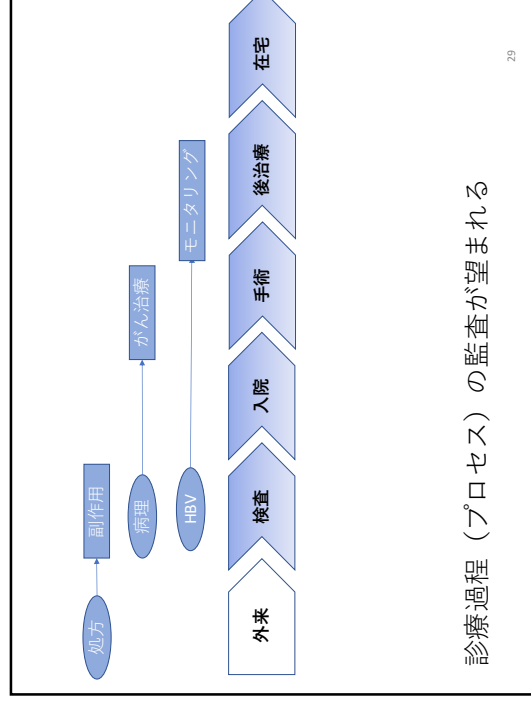 処方
副作用
病理
がん治療
HBV
モニタリング
外来
検査
入院
手術
後治療
在宅
診療過程（プロセス）の監査が望まれる
29